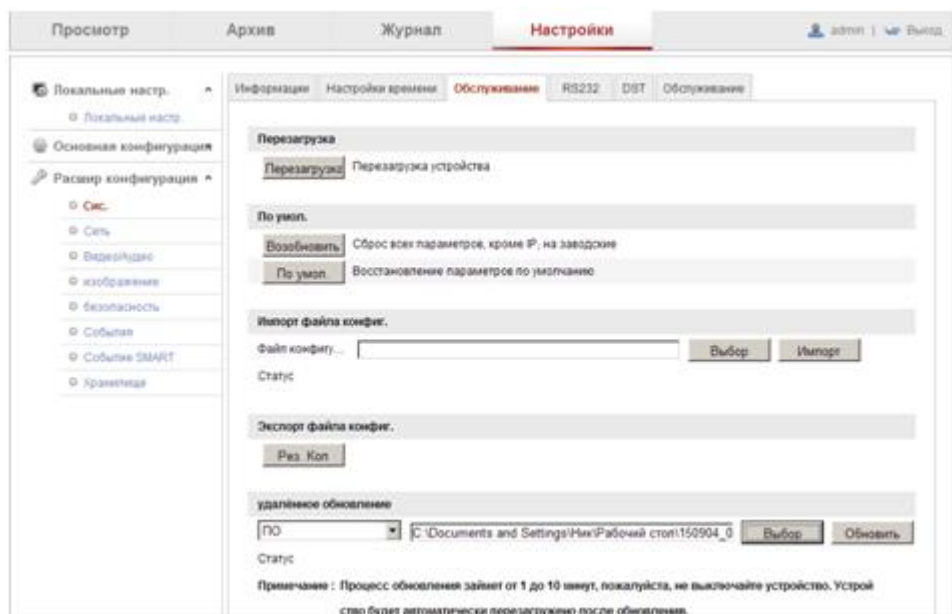 Просмотр
Архив
Журнал
Настройки
admin | Выход
Локальные настр.
Локальные настр.
Основная конфигурация
Расшир конфигурация
Сис.
Сеть
Видео/Аудио
изображение
безопасность
События
Событие SMART
Хранилище
Информации
Настройки времени
Обслуживание
RS232
DST
Обслуживание
Перезагрузка
Перезагрузка Перезагрузка устройства
По умол.
Возобновить Сброс всех параметров, кроме IP, на заводские
По умол. Восстановление параметров по умолчанию
Импорт файла конфиг.
Файл конфигу... Выбор Импорт
Статус
Экспорт файла конфиг.
Рез. Коп
удалённое обновление
ПО C:\Documents and Settings\Ник\Рабочий стол\150904_0 Выбор Обновить
Статус
Примечание : Процесс обновления займет от 1 до 10 минут, пожалуйста, не выключайте устройство. Устрой
ство будет автоматически перезагружено после обновления.